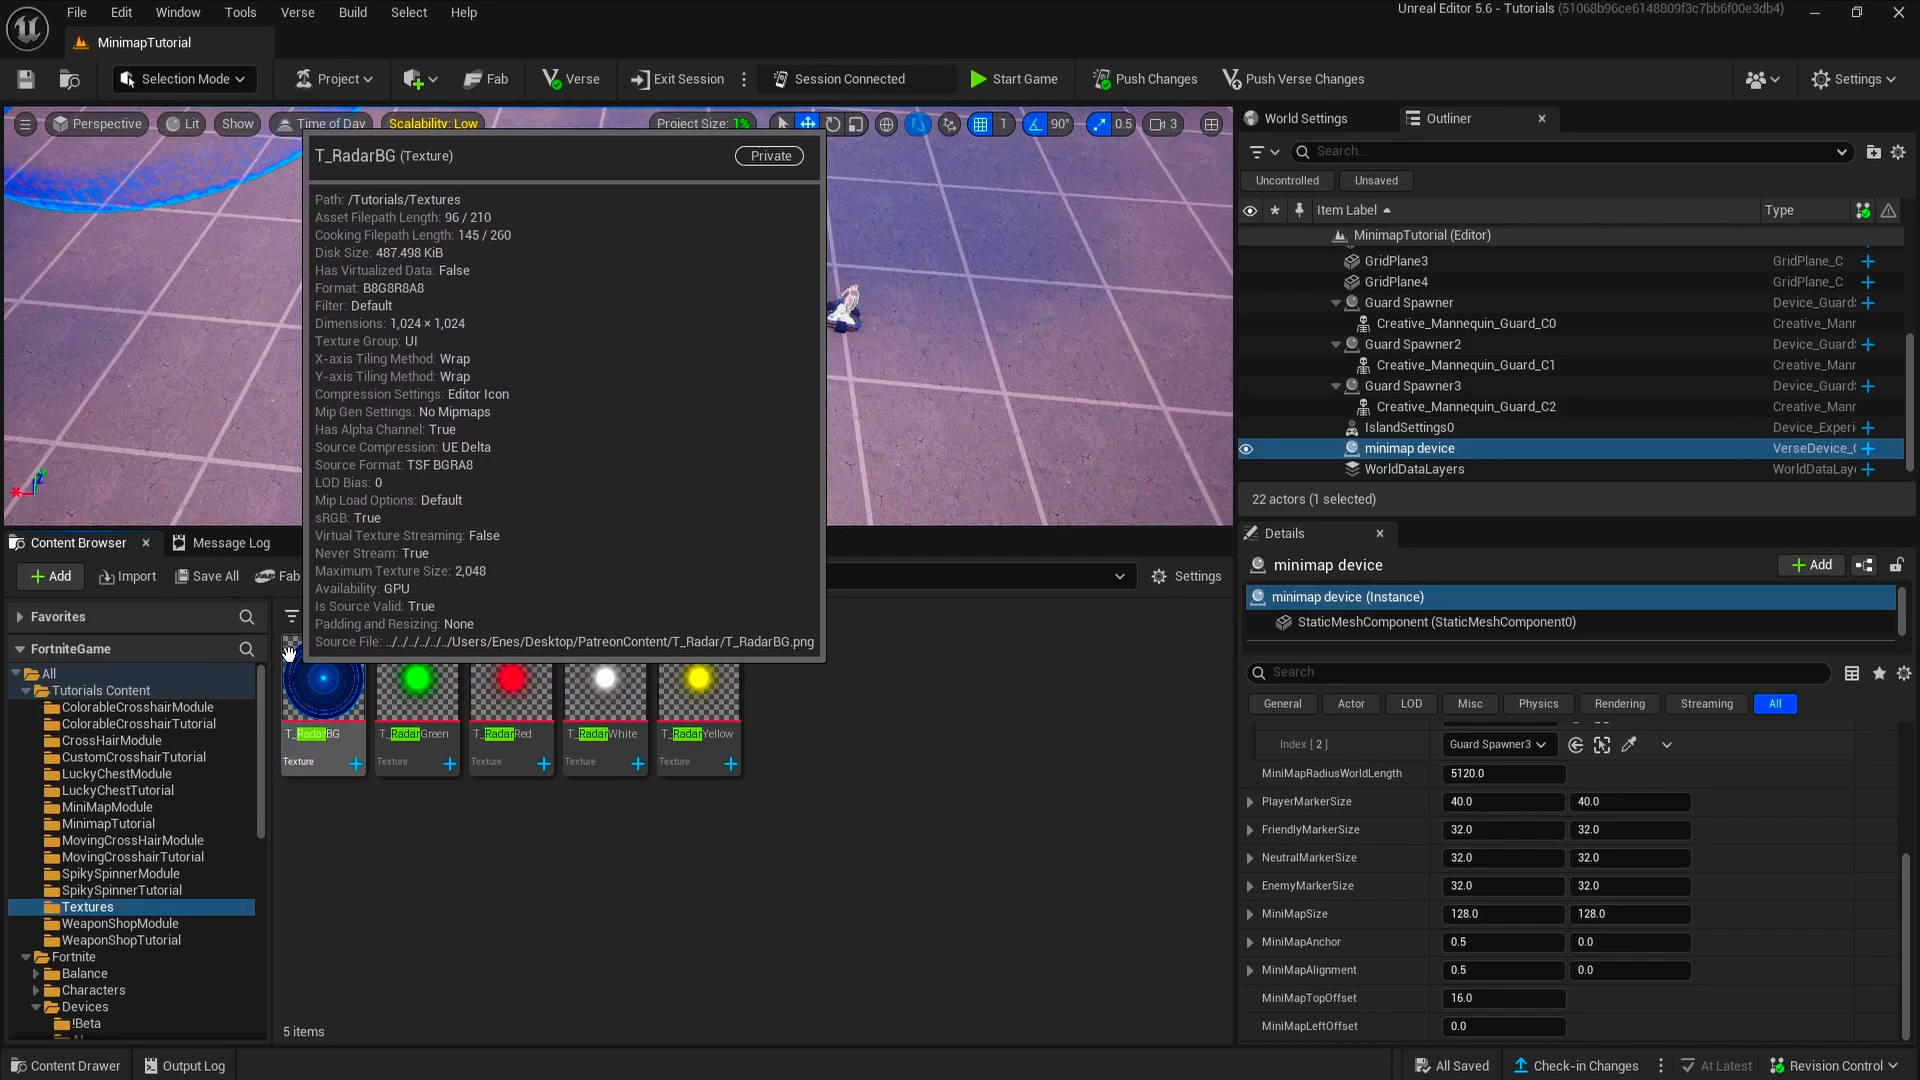 File Edit Window Tools Verse Build Select Help
Unreal Editor 5.6 - Tutorials (51068b96ce6148809f3c7bb6f00e3db4)
MinimapTutorial
Selection Mode Project Fab Verse Exit Session Session Connected Start Game Push Changes Push Verse Changes Settings
Perspective Lit Show Time of Day Scalability: Low Project Size: 1% 1 90° 0.5 3
T_RadarBG (Texture) Private
Path: /Tutorials/Textures
Asset Filepath Length: 96 / 210
Cooking Filepath Length: 145 / 260
Disk Size: 487.498 KiB
Has Virtualized Data: False
Format: B8G8R8A8
Filter: Default
Dimensions: 1,024 × 1,024
Texture Group: UI
X-axis Tiling Method: Wrap
Y-axis Tiling Method: Wrap
Compression Settings: Editor Icon
Mip Gen Settings: No Mipmaps
Has Alpha Channel: True
Source Compression: UE Delta
Source Format: TSF BGRA8
LOD Bias: 0
Mip Load Options: Default
sRGB: True
Virtual Texture Streaming: False
Never Stream: True
Maximum Texture Size: 2,048
Availability: GPU
Is Source Valid: True
Padding and Resizing: None
Source File: ../../../../../../Users/Enes/Desktop/PatreonContent/T_Radar/T_RadarBG.png
World Settings Outliner
Search...
Uncontrolled Unsaved
Item Label Type
MinimapTutorial (Editor)
GridPlane3 GridPlane_C
GridPlane4 GridPlane_C
Guard Spawner Device_Guard
Creative_Mannequin_Guard_C0 Creative_Manr
Guard Spawner2 Device_Guard
Creative_Mannequin_Guard_C1 Creative_Manr
Guard Spawner3 Device_Guard
Creative_Mannequin_Guard_C2 Creative_Manr
IslandSettings0 Device_Experi
minimap device VerseDevice_(
WorldDataLayers WorldDataLay
22 actors (1 selected)
Content Browser Message Log
Add Import Save All Fab Settings
Favorites
FortniteGame
All
Tutorials Content
ColorableCrosshairModule
ColorableCrosshairTutorial
CrossHairModule
CustomCrosshairTutorial
LuckyChestModule
LuckyChestTutorial
MiniMapModule
MinimapTutorial
MovingCrossHairModule
MovingCrosshairTutorial
SpikySpinnerModule
SpikySpinnerTutorial
Textures
WeaponShopModule
WeaponShopTutorial
Fortnite
Balance
Characters
Devices
!Beta
T_RadarBG T_RadarGreen T_RadarRed T_RadarWhite T_RadarYellow
Texture Texture Texture Texture Texture
5 items
Details
minimap device Add
minimap device (Instance)
StaticMeshComponent (StaticMeshComponent0)
Search
General Actor LOD Misc Physics Rendering Streaming All
Index [ 2 ] Guard Spawner3
MiniMapRadiusWorldLength 5120.0
PlayerMarkerSize 40.0 40.0
FriendlyMarkerSize 32.0 32.0
NeutralMarkerSize 32.0 32.0
EnemyMarkerSize 32.0 32.0
MiniMapSize 128.0 128.0
MiniMapAnchor 0.5 0.0
MiniMapAlignment 0.5 0.0
MiniMapTopOffset 16.0
MiniMapLeftOffset 0.0
Content Drawer Output Log All Saved Check-in Changes At Latest Revision Control